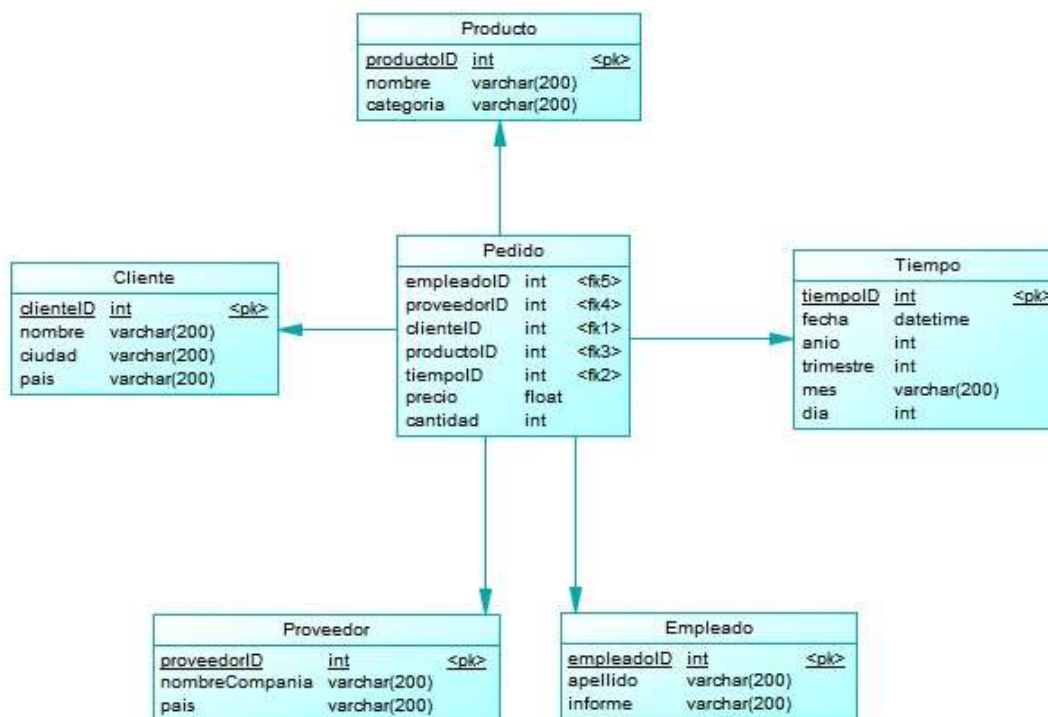 Producto
productoID int <pk>
nombre varchar(200)
categoria varchar(200)
Cliente
clienteID int <pk>
nombre varchar(200)
ciudad varchar(200)
pais varchar(200)
Pedido
empleadoID int <fk5>
proveedorID int <fk4>
clienteID int <fk1>
productoID int <fk3>
tiempoID int <fk2>
precio float
cantidad int
Tiempo
tiempoID int <pk>
fecha datetime
anio int
trimestre int
mes varchar(200)
dia int
Proveedor
proveedorID int <pk>
nombreCompania varchar(200)
pais varchar(200)
Empleado
empleadoID int <pk>
apellido varchar(200)
informe varchar(200)